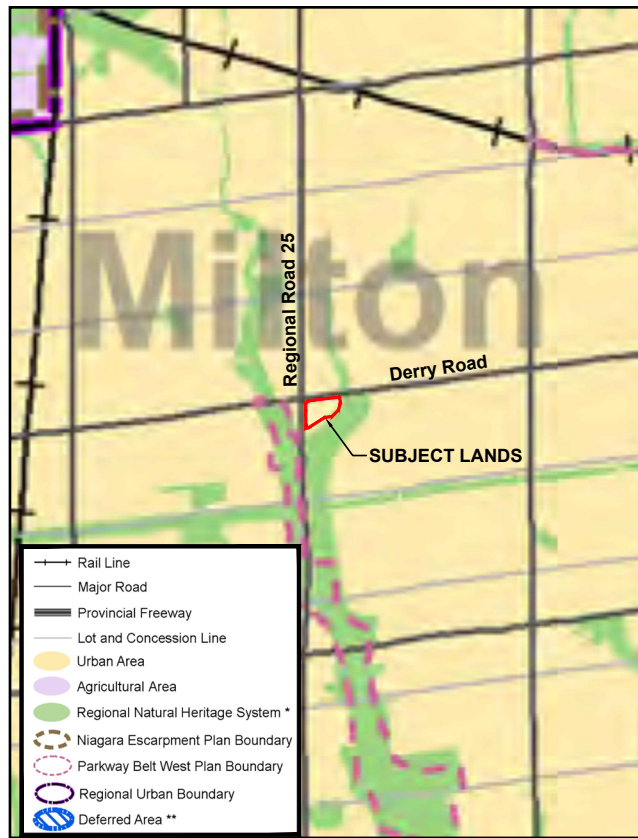 Milton
Regional Road 25
Derry Road
SUBJECT LANDS
Rail Line
Major Road
Provincial Freeway
Lot and Concession Line
Urban Area
Agricultural Area
Regional Natural Heritage System *
Niagara Escarpment Plan Boundary
Parkway Belt West Plan Boundary
Regional Urban Boundary
Deferred Area **